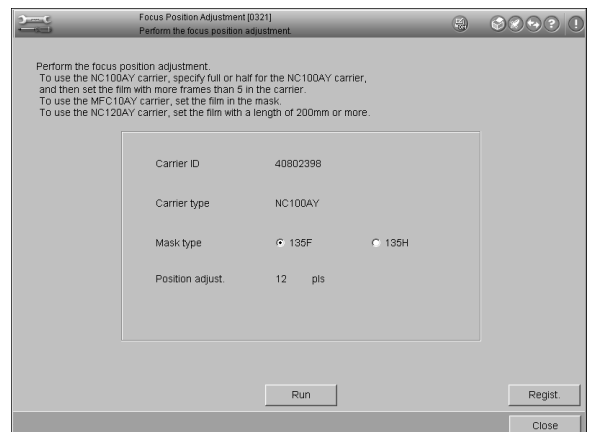 Focus Position Adjustment [0321]
Perform the focus position adjustment.
Perform the focus position adjustment.
To use the NC100AY carrier, specify full or half for the NC100AY carrier,
and then set the film with more frames than 5 in the carrier.
To use the MFC10AY carrier, set the film in the mask.
To use the NC120AY carrier, set the film with a length of 200mm or more.
Carrier ID 40802398
Carrier type NC100AY
Mask type 135F 135H
Position adjust. 12 pls
Run Regist.
Close